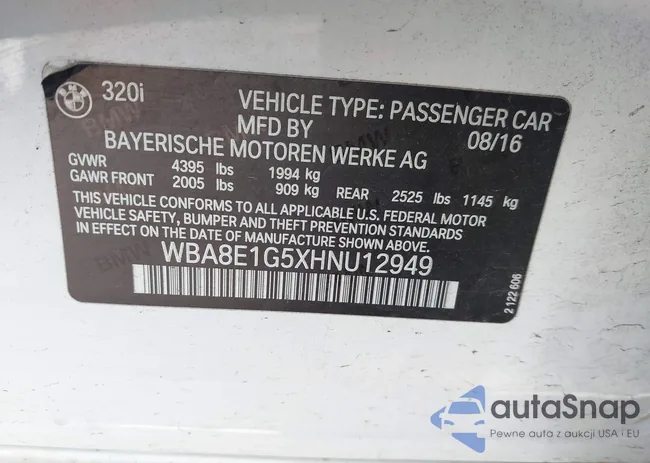 BMW 320i VEHICLE TYPE: PASSENGER CAR
MFD BY 08/16
BAYERISCHE MOTOREN WERKE AG
GVWR 4395 lbs 1994 kg
GAWR FRONT 2005 lbs 909 kg REAR 2525 lbs 1145 kg
THIS VEHICLE CONFORMS TO ALL APPLICABLE U.S. FEDERAL MOTOR
VEHICLE SAFETY, BUMPER AND THEFT PREVENTION STANDARDS
IN EFFECT ON THE DATE OF MANUFACTURE SHOWN ABOVE.
WBA8E1G5XHNU12949
2 122 606
autoSnap
Pewne auta z aukcji USA i EU